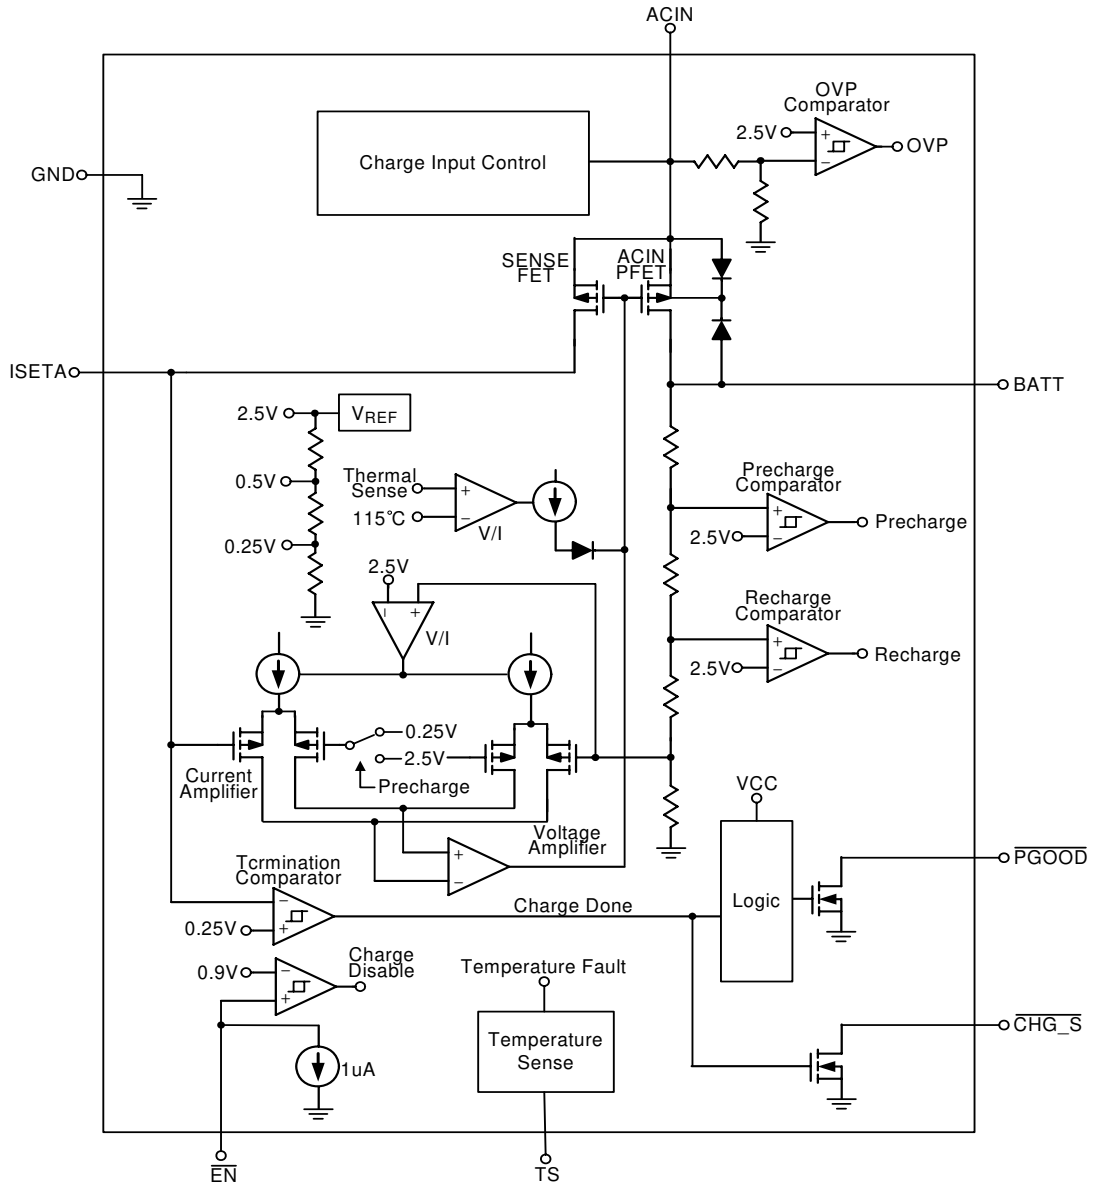 ACIN
OVP
Comparator
2.5V
+
−
OVP
Charge Input Control
GND
SENSE
FET
ACIN
PFET
ISETA
BATT
2.5V
VREF
0.5V
0.25V
Thermal
Sense
115℃
+
−
V/I
Precharge
Comparator
2.5V
+
−
Precharge
2.5V
−
+
V/I
Recharge
Comparator
2.5V
+
−
Recharge
0.25V
2.5V
Precharge
Current
Amplifier
Voltage
Amplifier
+
−
VCC
Logic
PGOOD
Tcrmination
Comparator
−
+
0.25V
Charge Done
0.9V
−
+
Charge
Disable
Temperature Fault
Temperature
Sense
1uA
CHG_S
EN
TS